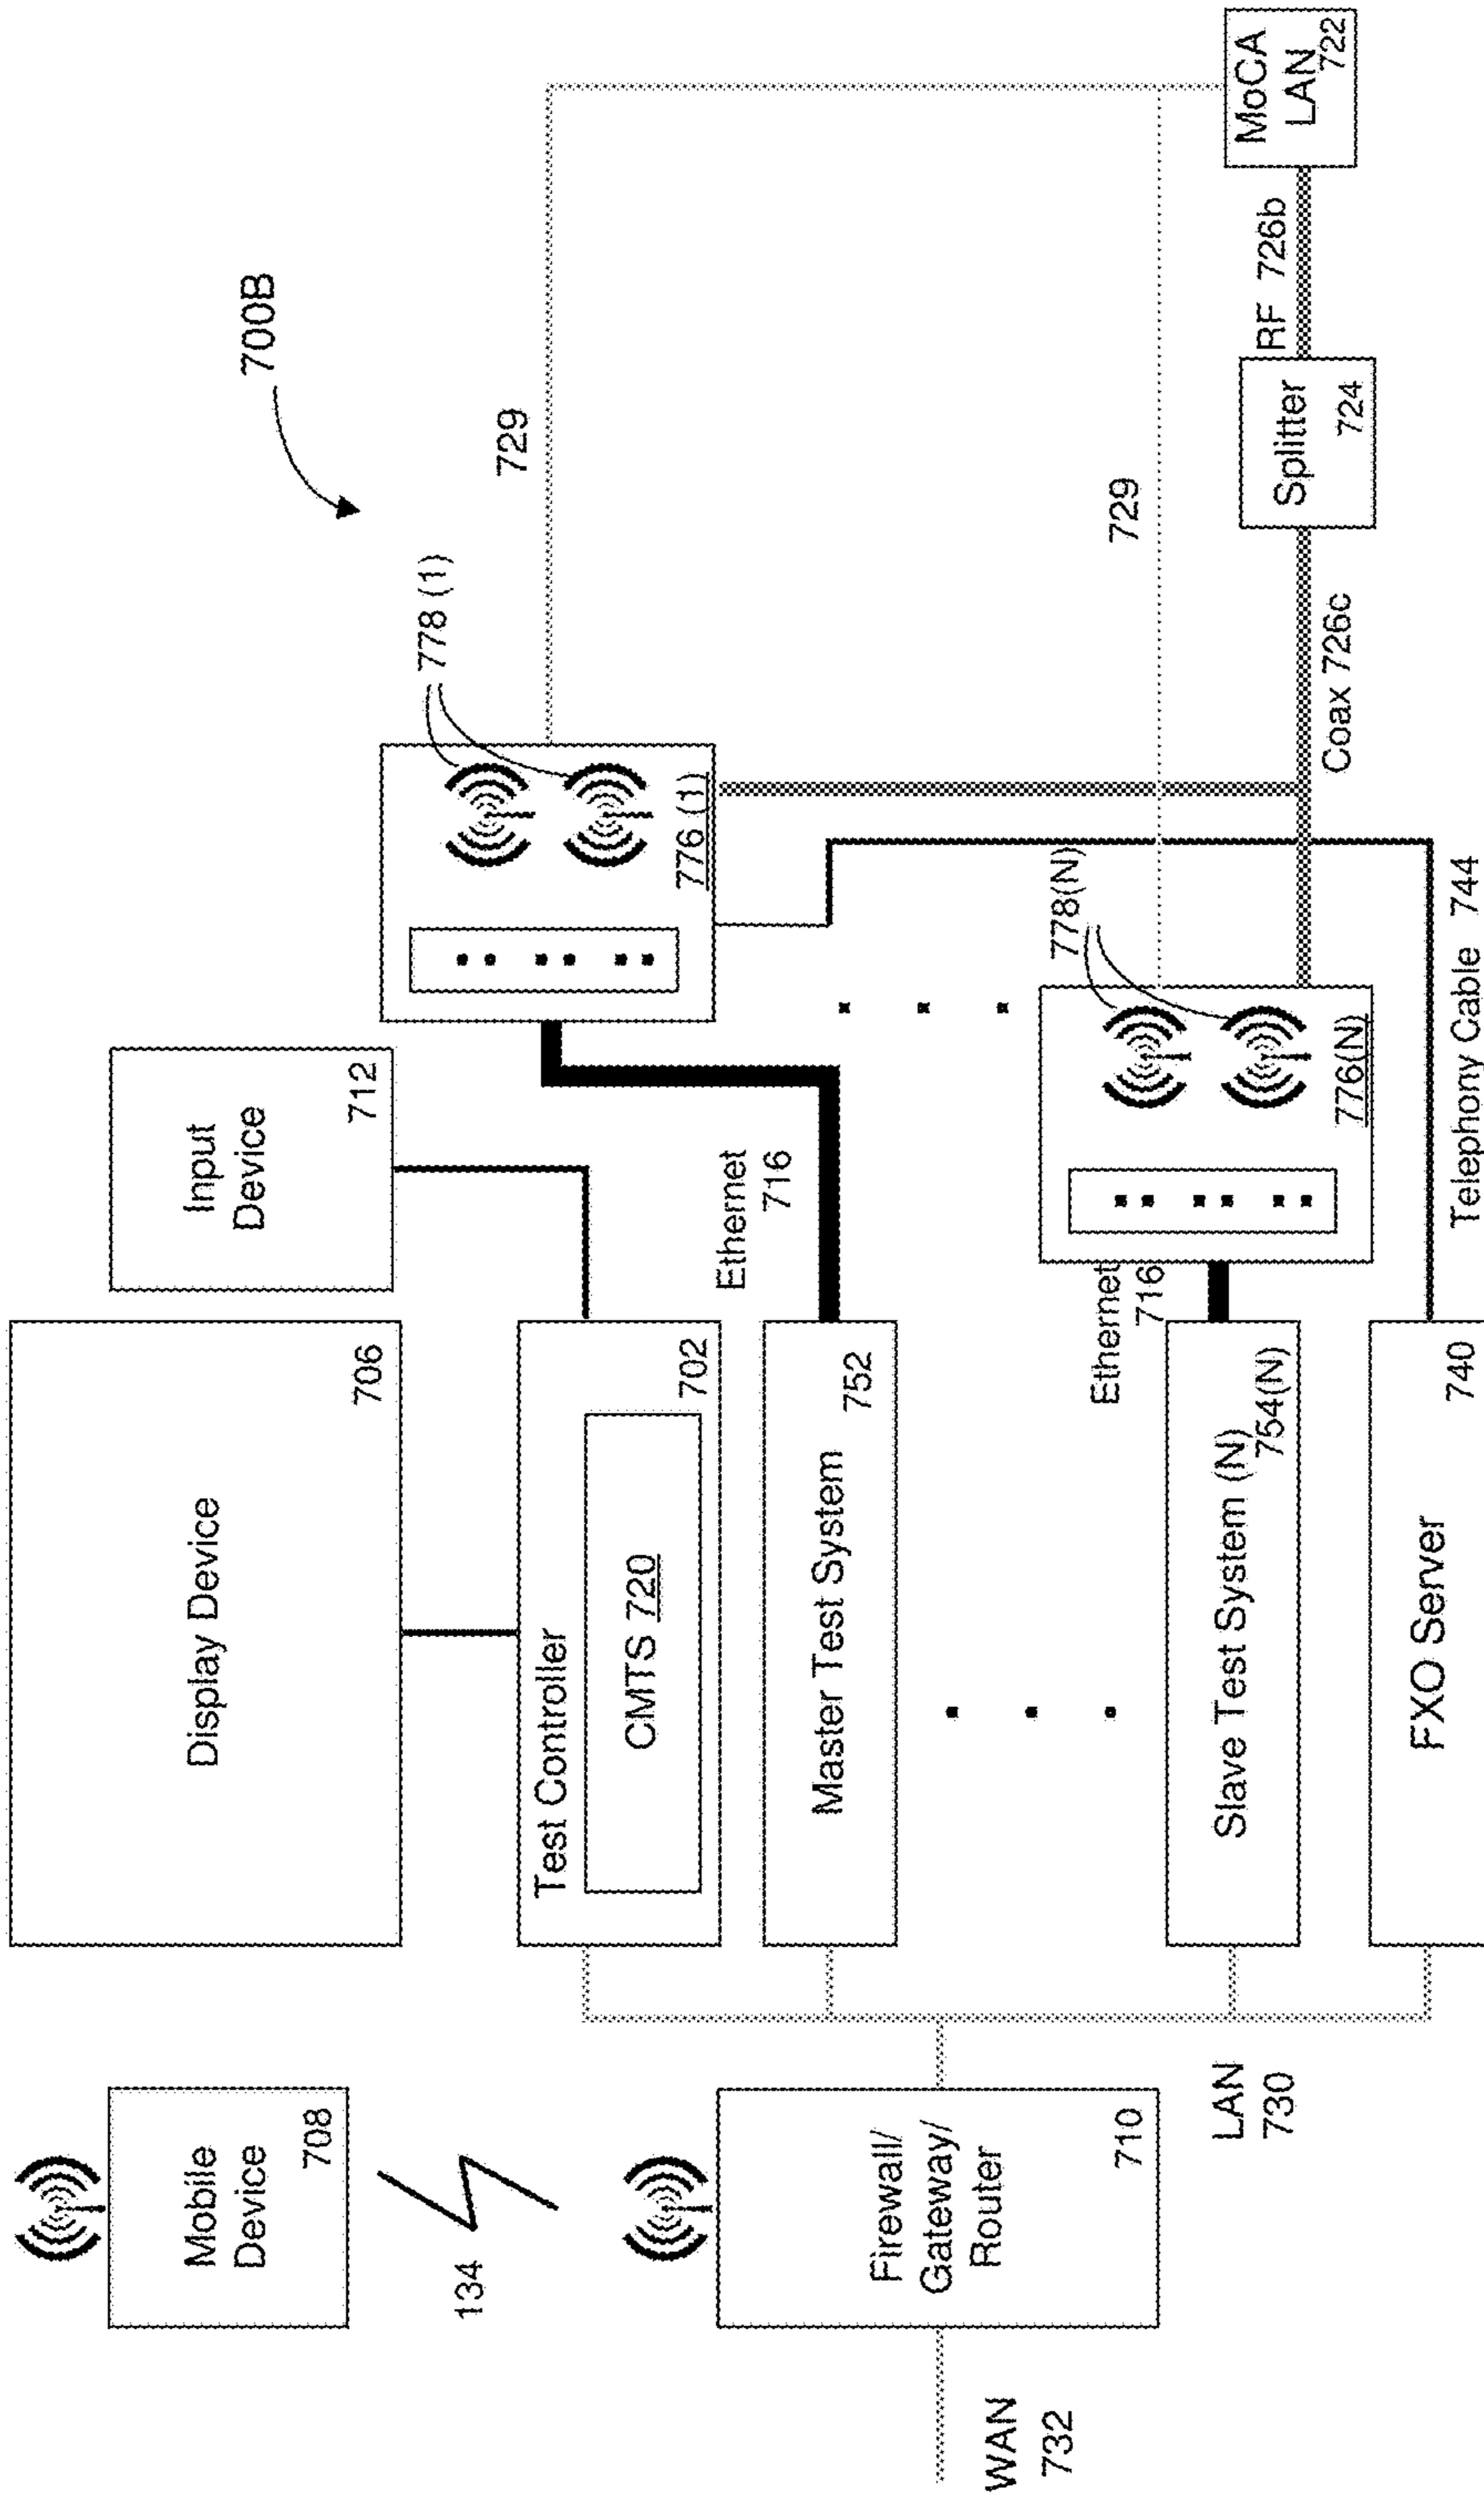 700B
Mobile
Device
708
134
Firewall/
Gateway/
Router
710
WAN
732
LAN
730
Display Device
706
Input
Device
712
Test Controller
CMTS 720
702
Master Test System
752
Ethernet
716
Slave Test System (N)
754(N)
Ethernet
716
FXO Server
740
778 (1)
776 (1)
778(N)
776(N)
729
729
Telephony Cable 744
Coax 726c
Splitter
724
RF 726b
MoCA
LAN
722